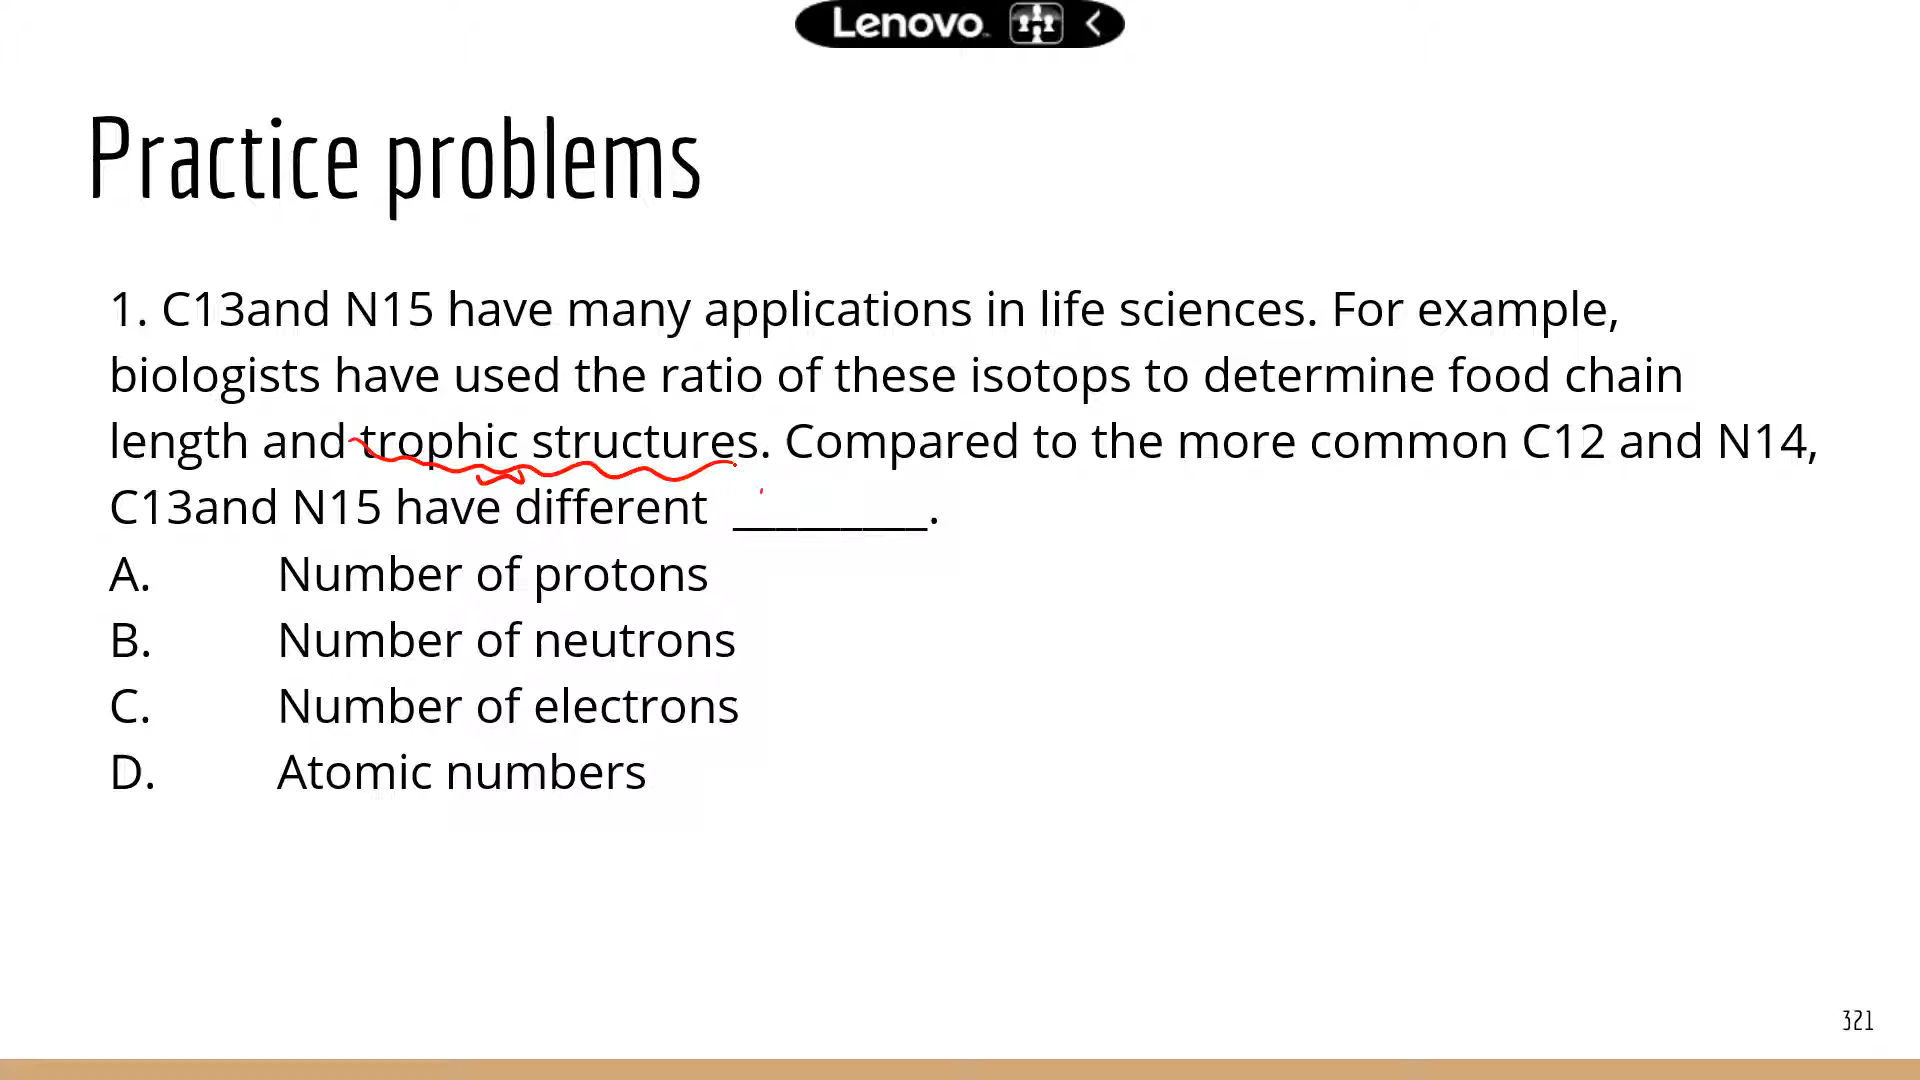 Lenovo
Practice problems
1. C13and N15 have many applications in life sciences. For example,
biologists have used the ratio of these isotops to determine food chain
length and trophic structures. Compared to the more common C12 and N14,
C13and N15 have different _________.
A. Number of protons
B. Number of neutrons
C. Number of electrons
D. Atomic numbers
321